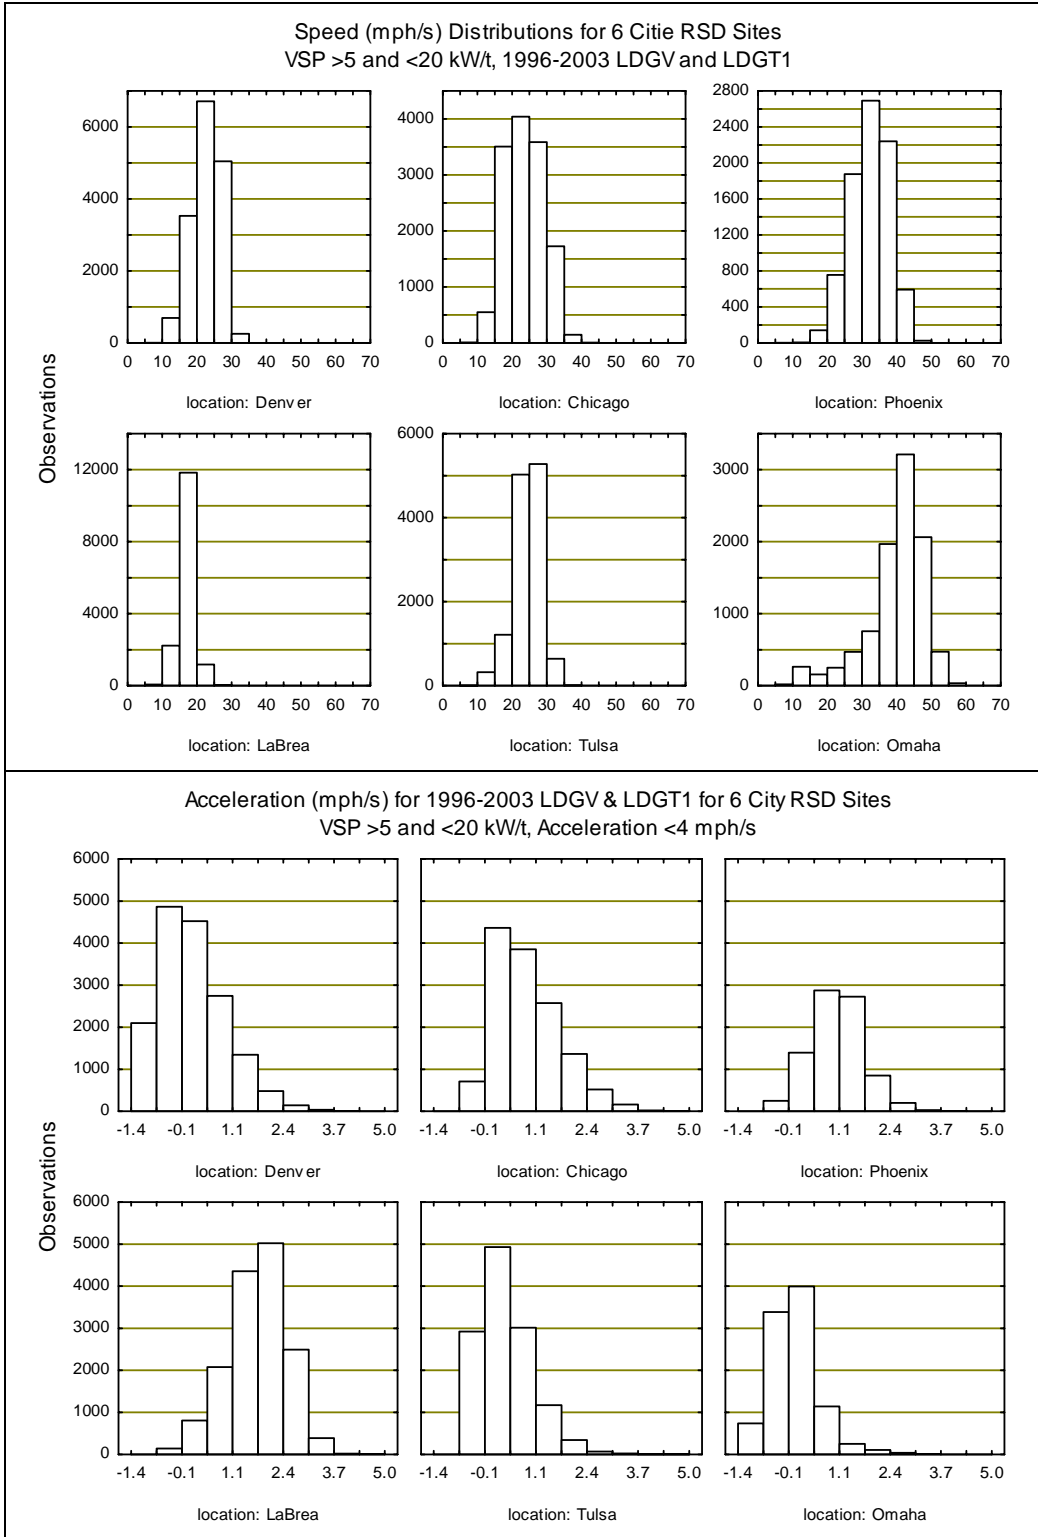 Speed (mph/s) Distributions for 6 Citie RSD Sites
VSP >5 and <20 kW/t, 1996-2003 LDGV and LDGT1
Observations
6000
4000
2000
0
0 10 20 30 40 50 60 70
location: Denver
4000
3000
2000
1000
0
0 10 20 30 40 50 60 70
location: Chicago
2800
2400
2000
1600
1200
800
400
0
0 10 20 30 40 50 60 70
location: Phoenix
12000
8000
4000
0
0 10 20 30 40 50 60 70
location: LaBrea
6000
4000
2000
0
0 10 20 30 40 50 60 70
location: Tulsa
3000
2000
1000
0
0 10 20 30 40 50 60 70
location: Omaha
Acceleration (mph/s) for 1996-2003 LDGV & LDGT1 for 6 City RSD Sites
VSP >5 and <20 kW/t, Acceleration <4 mph/s
Observations
6000
5000
4000
3000
2000
1000
0
-1.4 -0.1 1.1 2.4 3.7 5.0
location: Denver
-1.4 -0.1 1.1 2.4 3.7 5.0
location: Chicago
-1.4 -0.1 1.1 2.4 3.7 5.0
location: Phoenix
6000
5000
4000
3000
2000
1000
0
-1.4 -0.1 1.1 2.4 3.7 5.0
location: LaBrea
-1.4 -0.1 1.1 2.4 3.7 5.0
location: Tulsa
-1.4 -0.1 1.1 2.4 3.7 5.0
location: Omaha